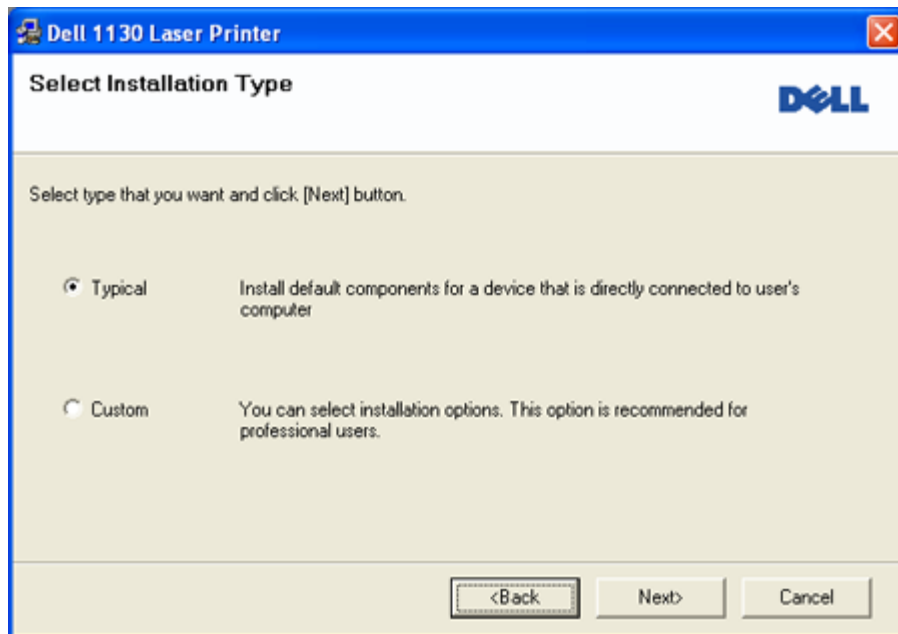 Dell 1130 Laser Printer
Select Installation Type
DELL
Select type that you want and click [Next] button.
Typical
Install default components for a device that is directly connected to user's
computer
Custom
You can select installation options. This option is recommended for
professional users.
<Back
Next>
Cancel